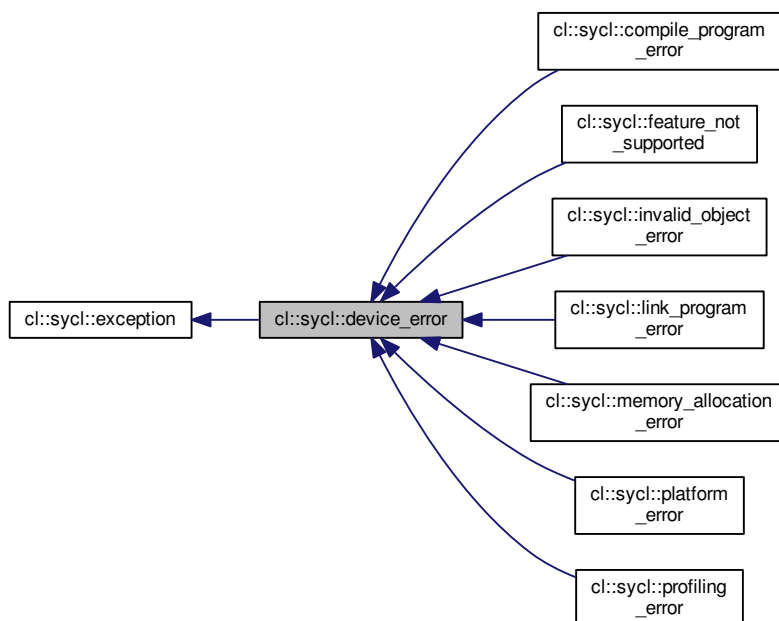 cl::sycl::compile_program
_error
cl::sycl::feature_not
_supported
cl::sycl::invalid_object
_error
cl::sycl::exception
cl::sycl::device_error
cl::sycl::link_program
_error
cl::sycl::memory_allocation
_error
cl::sycl::platform
_error
cl::sycl::profiling
_error